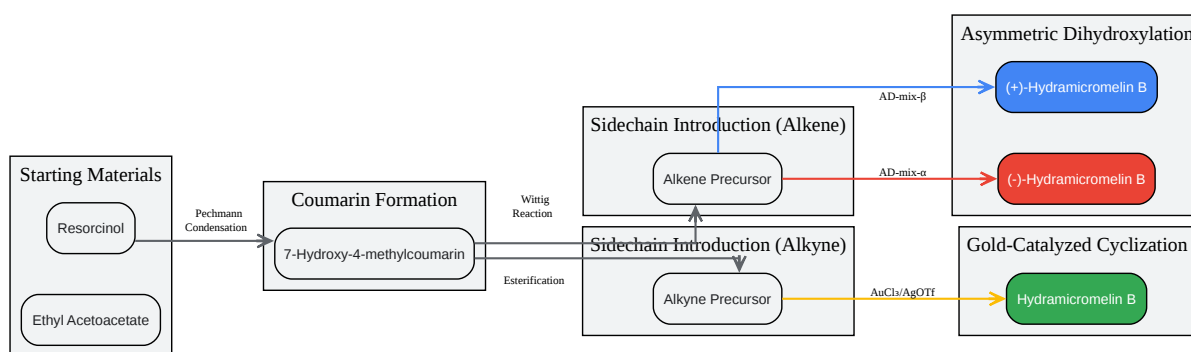 Starting Materials
Resorcinol
Ethyl Acetoacetate
Pechmann
Condensation
Coumarin Formation
7-Hydroxy-4-methylcoumarin
Wittig
Reaction
Esterification
Sidechain Introduction (Alkene)
Alkene Precursor
Sidechain Introduction (Alkyne)
Alkyne Precursor
AD-mix-β
AD-mix-α
AuCl₃/AgOTf
Asymmetric Dihydroxylation
(+)-Hydramicromelin B
(-)-Hydramicromelin B
Gold-Catalyzed Cyclization
Hydramicromelin B